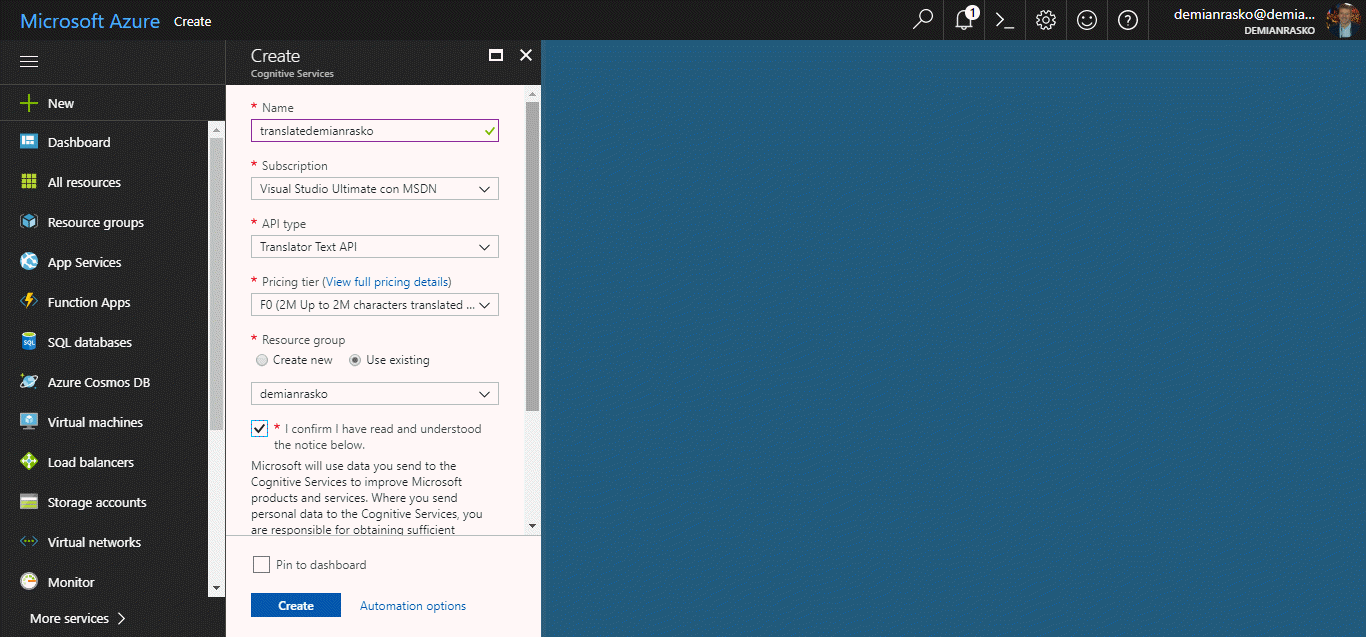 Microsoft Azure Create
1
demianrasko@demia...
DEMIANRASKO
New
Dashboard
All resources
Resource groups
App Services
Function Apps
SQL databases
Azure Cosmos DB
Virtual machines
Load balancers
Storage accounts
Virtual networks
Monitor
More services
Create
Cognitive Services
* Name
translatedemianrasko
* Subscription
Visual Studio Ultimate con MSDN
* API type
Translator Text API
* Pricing tier (View full pricing details)
F0 (2M Up to 2M characters translated ...
* Resource group
Create new Use existing
demianrasko
* I confirm I have read and understood
the notice below.
Microsoft will use data you send to the
Cognitive Services to improve Microsoft
products and services. Where you send
personal data to the Cognitive Services, you
are responsible for obtaining sufficient
Pin to dashboard
Create Automation options